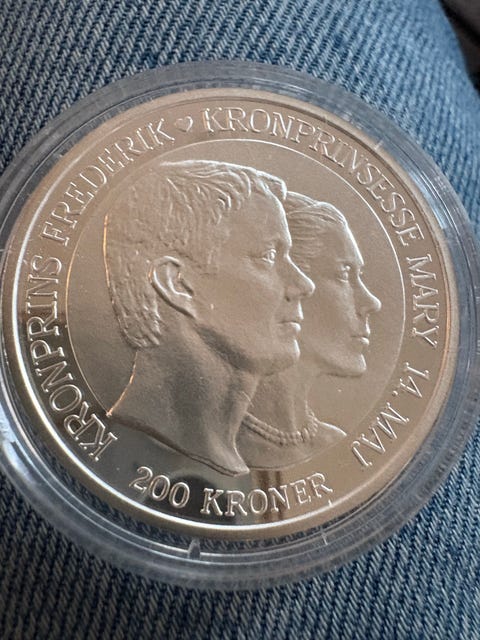 KRONPRINS FREDERIK ♥ KRONPRINSESSE MARY 14. MAJ
200 KRONER